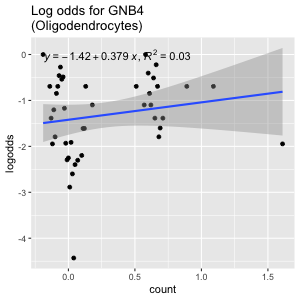 Log odds for GNB4
(Oligodendrocytes)
y = −1.42 + 0.379 x, R² = 0.03
0
-1
-2
-3
-4
logodds
0.0 0.5 1.0 1.5
count